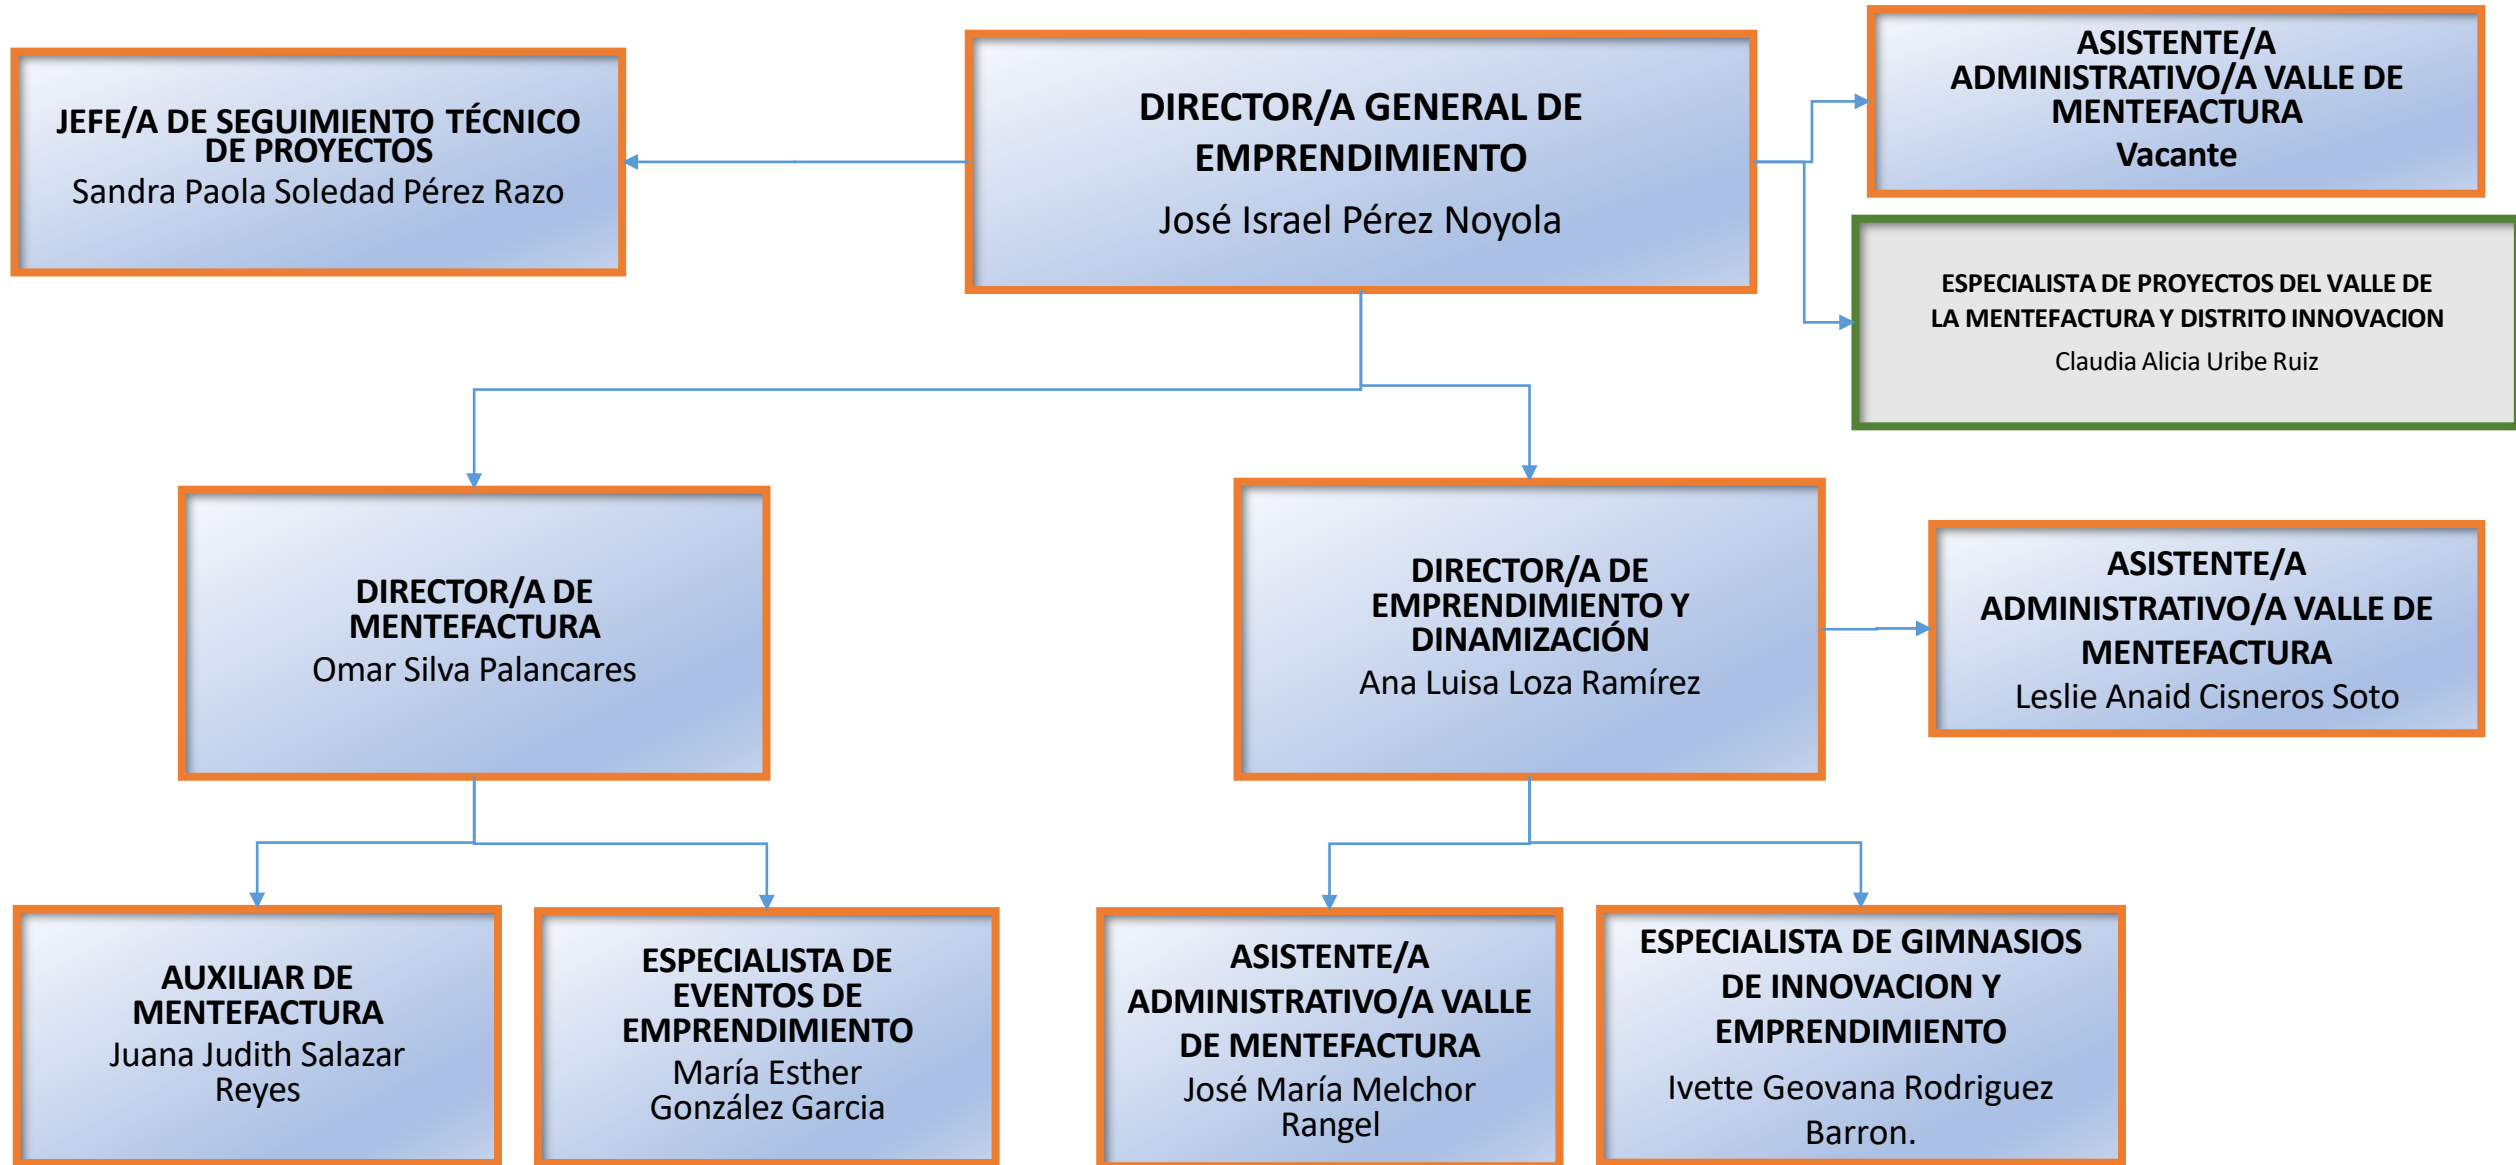 JEFE/A DE SEGUIMIENTO TÉCNICO
DE PROYECTOS
Sandra Paola Soledad Pérez Razo
DIRECTOR/A GENERAL DE
EMPRENDIMIENTO
José Israel Pérez Noyola
ASISTENTE/A
ADMINISTRATIVO/A VALLE DE
MENTEFACTURA
Vacante
ESPECIALISTA DE PROYECTOS DEL VALLE DE
LA MENTEFACTURA Y DISTRITO INNOVACION
Claudia Alicia Uribe Ruiz
DIRECTOR/A DE
MENTEFACTURA
Omar Silva Palancares
DIRECTOR/A DE
EMPRENDIMIENTO Y
DINAMIZACIÓN
Ana Luisa Loza Ramírez
ASISTENTE/A
ADMINISTRATIVO/A VALLE DE
MENTEFACTURA
Leslie Anaid Cisneros Soto
AUXILIAR DE
MENTEFACTURA
Juana Judith Salazar
Reyes
ESPECIALISTA DE
EVENTOS DE
EMPRENDIMIENTO
María Esther
González Garcia
ASISTENTE/A
ADMINISTRATIVO/A VALLE
DE MENTEFACTURA
José María Melchor
Rangel
ESPECIALISTA DE GIMNASIOS
DE INNOVACION Y
EMPRENDIMIENTO
Ivette Geovana Rodriguez
Barron.